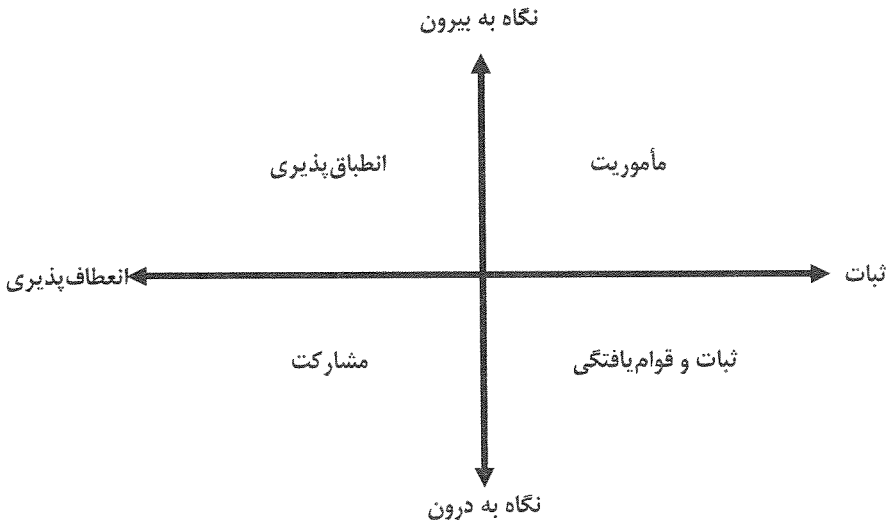 نگاه به بیرون
مأموریت
انطباق‌پذیری
ثبات
انعطاف‌پذیری
ثبات و قوام‌یافتگی
مشارکت
نگاه به درون